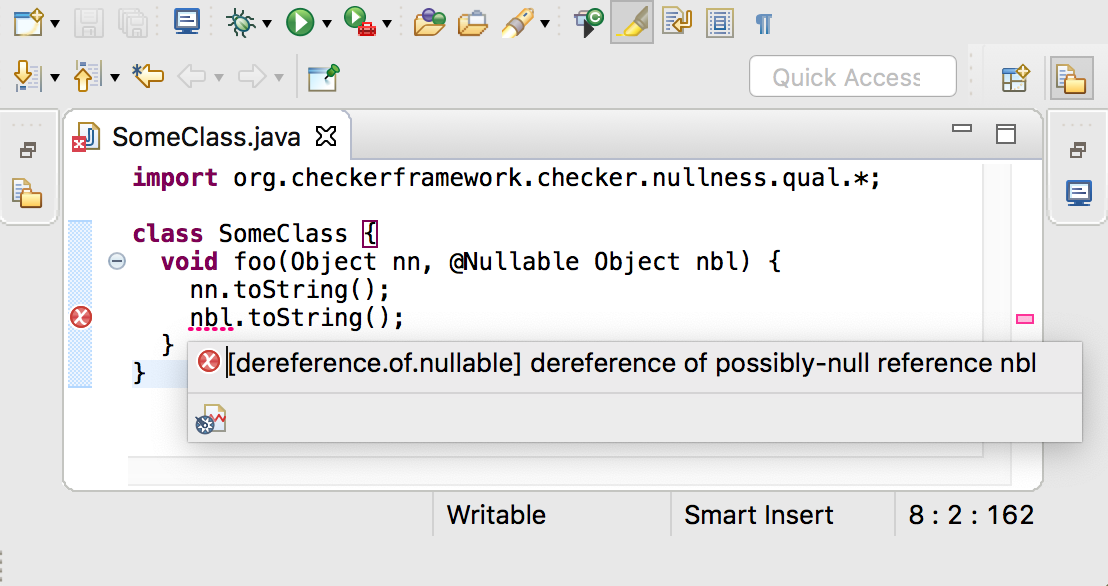 Quick Access
SomeClass.java
import org.checkerframework.checker.nullness.qual.*;
class SomeClass {
void foo(Object nn, @Nullable Object nbl) {
nn.toString();
nbl.toString();
}
}
[dereference.of.nullable] dereference of possibly-null reference nbl
Writable
Smart Insert
8 : 2 : 162